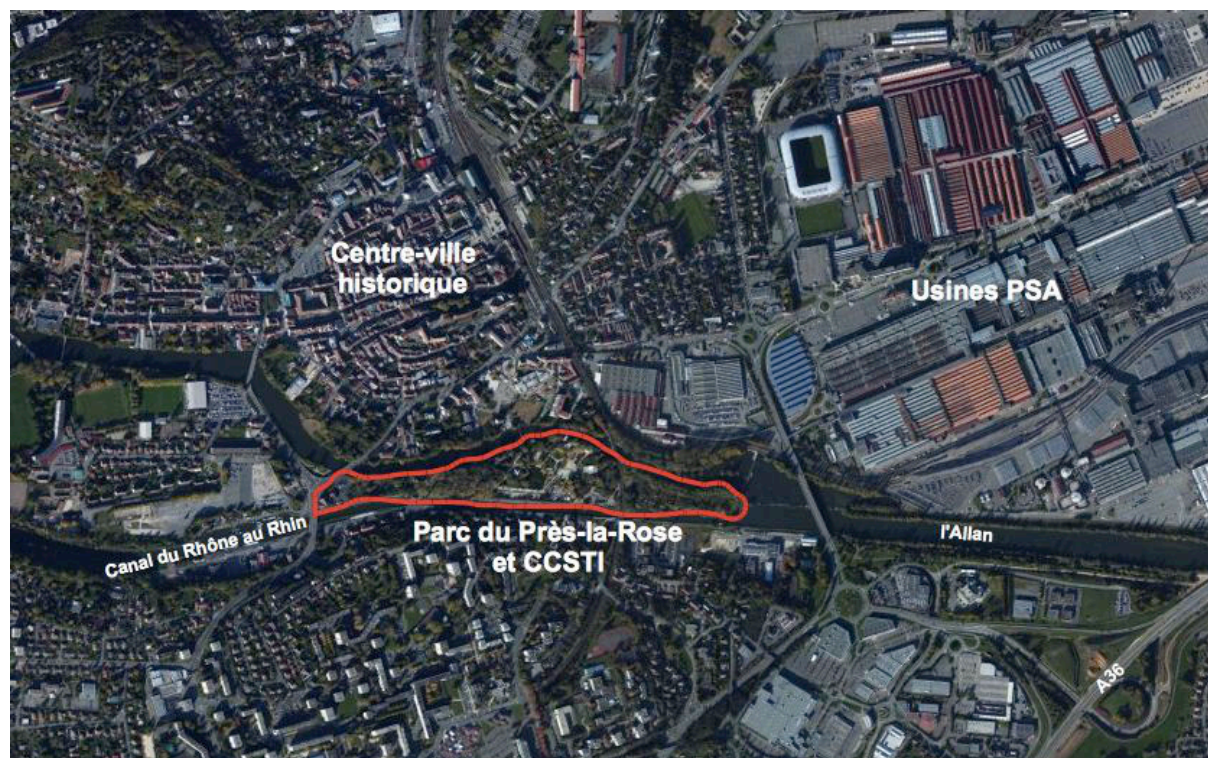 Centre-ville
historique
Usines PSA
Parc du Près-la-Rose
et CCSTI
Canal du Rhône au Rhin
l'Allan
A36